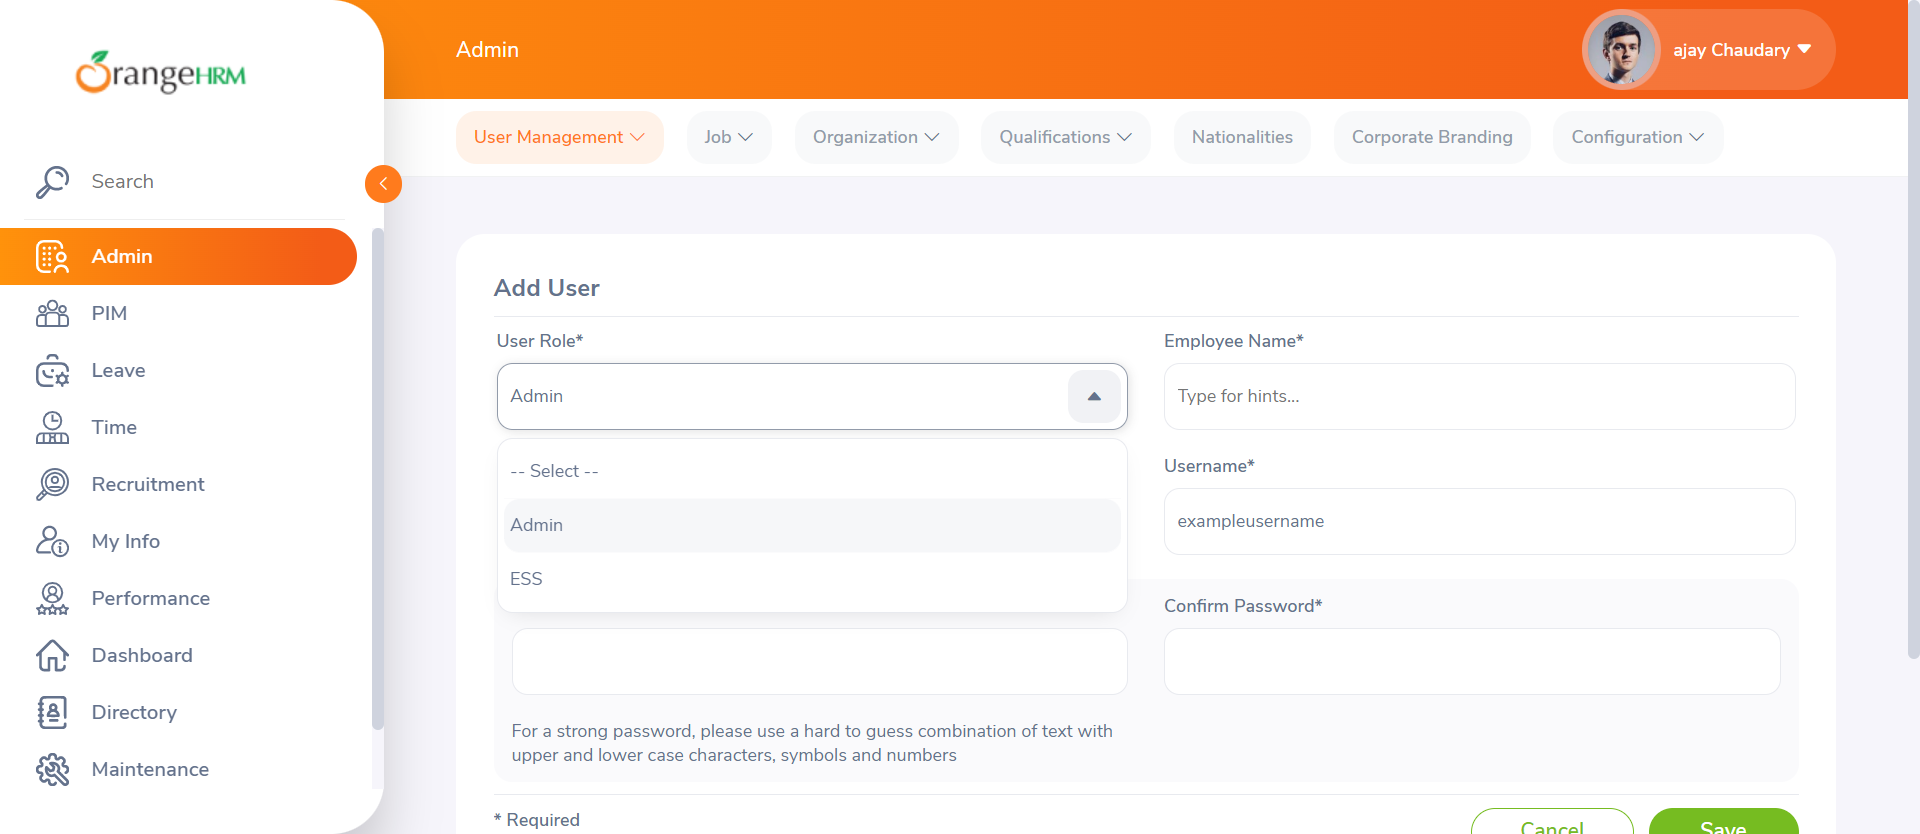 OrangeHRM
Search
Admin
PIM
Leave
Time
Recruitment
My Info
Performance
Dashboard
Directory
Maintenance
Admin
ajay Chaudary
User Management
Job
Organization
Qualifications
Nationalities
Corporate Branding
Configuration
Add User
User Role*
Admin
-- Select --
Admin
ESS
Employee Name*
Type for hints...
Username*
exampleusername
Confirm Password*
For a strong password, please use a hard to guess combination of text with
upper and lower case characters, symbols and numbers
* Required
Cancel
Save